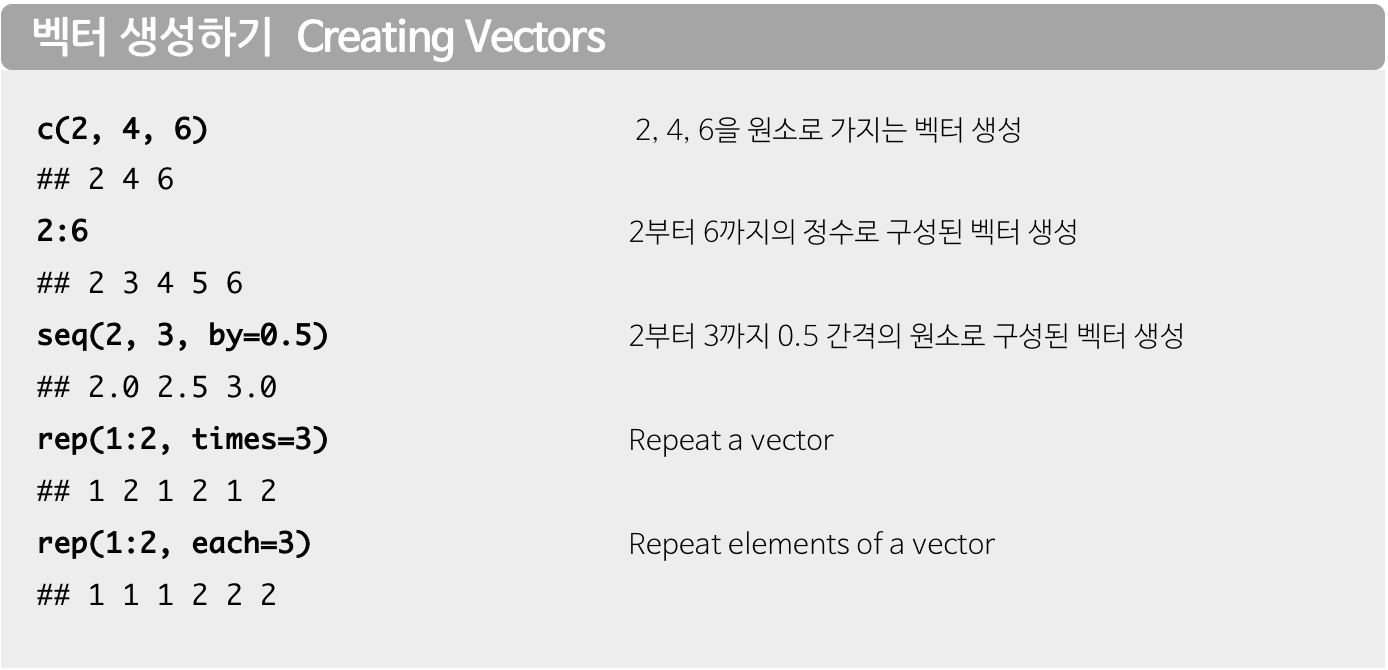 벡터 생성하기 Creating Vectors
c(2, 4, 6) 2, 4, 6을 원소로 가지는 벡터 생성
## 2 4 6
2:6 2부터 6까지의 정수로 구성된 벡터 생성
## 2 3 4 5 6
seq(2, 3, by=0.5) 2부터 3까지 0.5 간격의 원소로 구성된 벡터 생성
## 2.0 2.5 3.0
rep(1:2, times=3) Repeat a vector
## 1 2 1 2 1 2
rep(1:2, each=3) Repeat elements of a vector
## 1 1 1 2 2 2